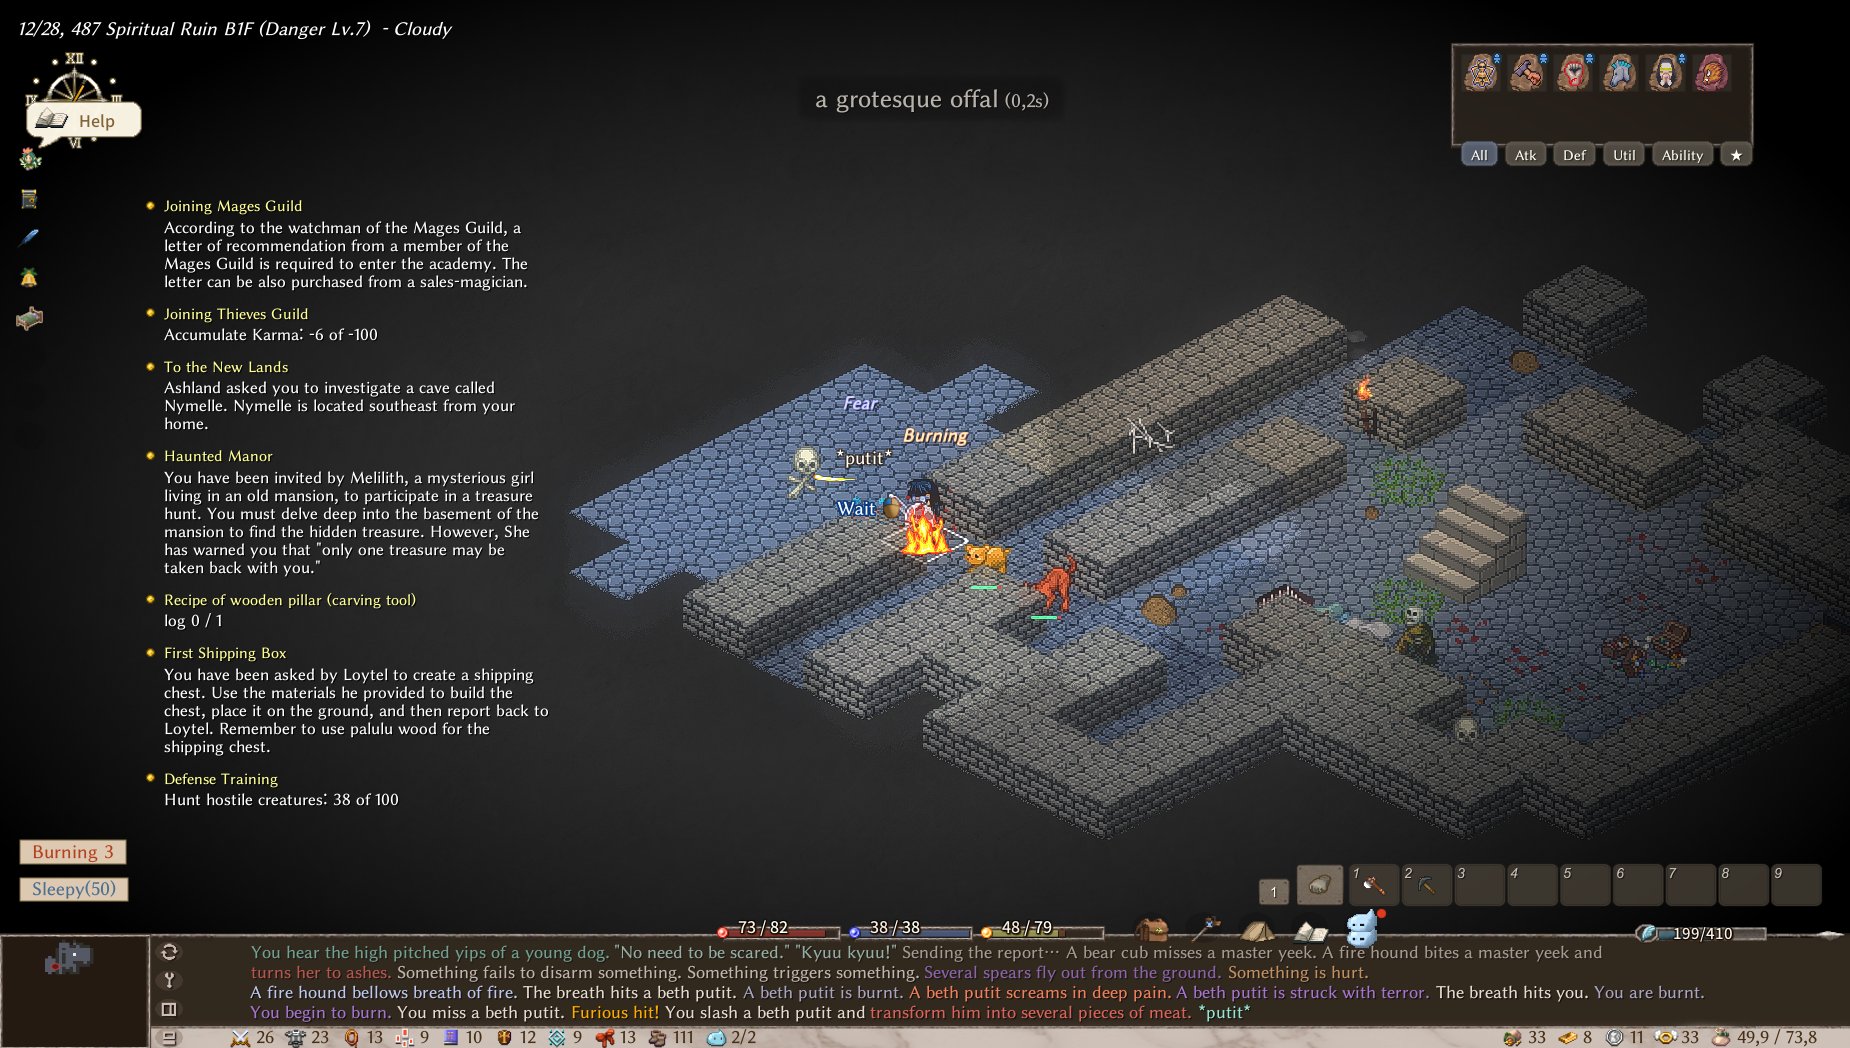 12/28, 487 Spiritual Ruin B1F (Danger Lv.7) - Cloudy
XII
III
VI
Help
a grotesque offal (0,2s)
All Atk Def Util Ability ★
Joining Mages Guild
According to the watchman of the Mages Guild, a
letter of recommendation from a member of the
Mages Guild is required to enter the academy. The
letter can be also purchased from a sales-magician.
Joining Thieves Guild
Accumulate Karma: -6 of -100
To the New Lands
Ashland asked you to investigate a cave called
Nymelle. Nymelle is located southeast from your
home.
Haunted Manor
You have been invited by Melilith, a mysterious girl
living in an old mansion, to participate in a treasure
hunt. You must delve deep into the basement of the
mansion to find the hidden treasure. However, She
has warned you that "only one treasure may be
taken back with you."
Recipe of wooden pillar (carving tool)
log 0 / 1
First Shipping Box
You have been asked by Loytel to create a shipping
chest. Use the materials he provided to build the
chest, place it on the ground, and then report back to
Loytel. Remember to use palulu wood for the
shipping chest.
Defense Training
Hunt hostile creatures: 38 of 100
Fear
Burning
*putit*
Wait
Burning 3
Sleepy(50)
1
1 2 3 4 5 6 7 8 9
73 / 82 38 / 38 48 / 79
199/410
You hear the high pitched yips of a young dog. "No need to be scared." "Kyuu kyuu!" Sending the report… A bear cub misses a master yeek. A fire hound bites a master yeek and
turns her to ashes. Something fails to disarm something. Something triggers something. Several spears fly out from the ground. Something is hurt.
A fire hound bellows breath of fire. The breath hits a beth putit. A beth putit is burnt. A beth putit screams in deep pain. A beth putit is struck with terror. The breath hits you. You are burnt.
You begin to burn. You miss a beth putit. Furious hit! You slash a beth putit and transform him into several pieces of meat. *putit*
26 23 13 9 10 12 9 13 111 2/2
33 8 11 33 49,9 / 73,8